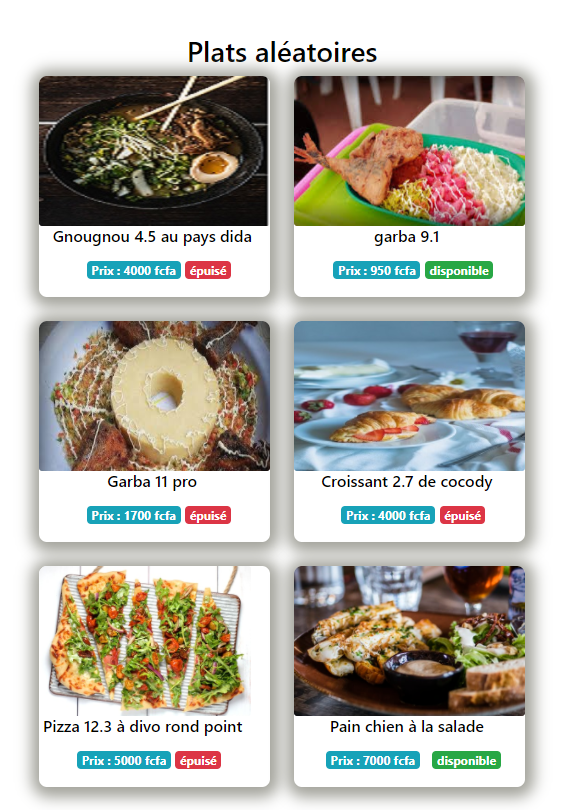 Plats aléatoires
Gnougnou 4.5 au pays dida
Prix : 4000 fcfa épuisé
garba 9.1
Prix : 950 fcfa disponible
Garba 11 pro
Prix : 1700 fcfa épuisé
Croissant 2.7 de cocody
Prix : 4000 fcfa épuisé
Pizza 12.3 à divo rond point
Prix : 5000 fcfa épuisé
Pain chien à la salade
Prix : 7000 fcfa disponible